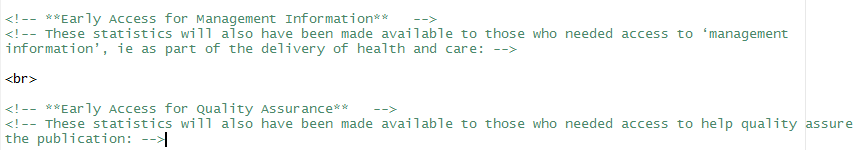 <!-- **Early Access for Management Information**   -->
<!-- These statistics will also have been made available to those who needed access to ‘management
information’, ie as part of the delivery of health and care: -->
<br>
<!-- **Early Access for Quality Assurance**   -->
<!-- These statistics will also have been made available to those who needed access to help quality assure
the publication: -->